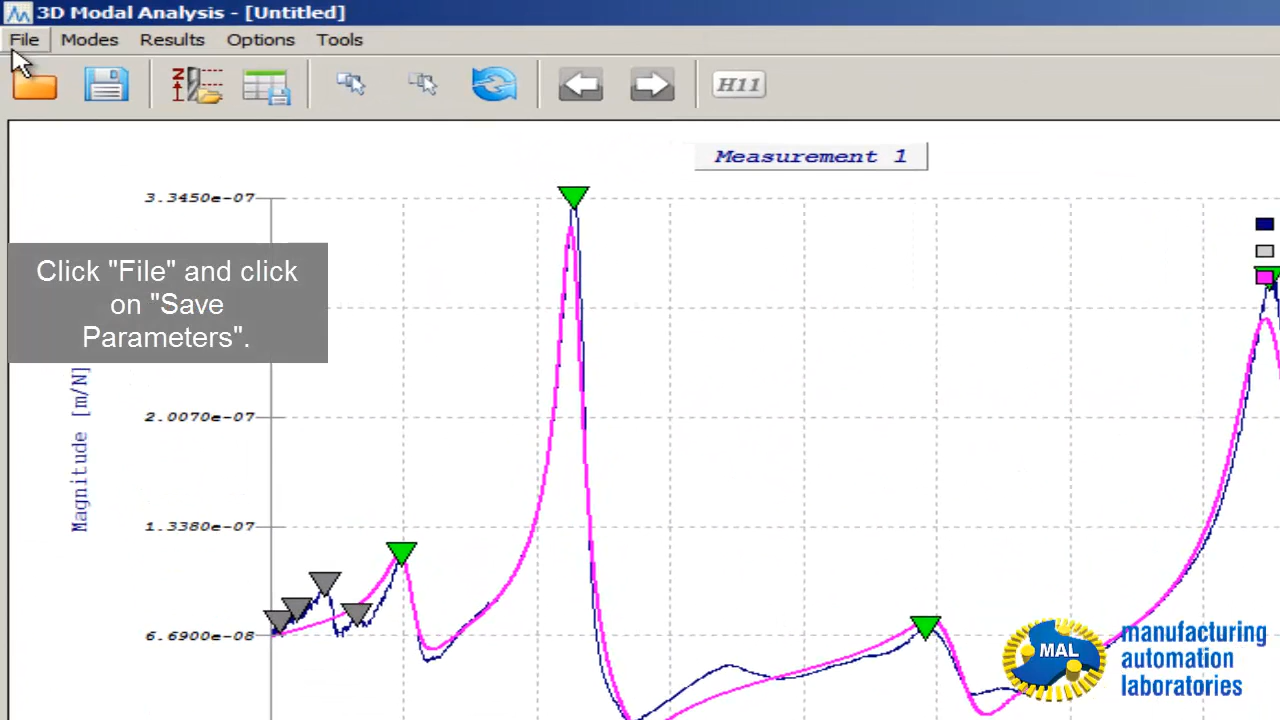 3D Modal Analysis - [Untitled]
File Modes Results Options Tools
H11
Measurement 1
3.3450e-07
Click "File" and click
on "Save
Parameters".
Magnitude [m/N]
2.0070e-07
1.3380e-07
6.6900e-08
MAL
manufacturing
automation
laboratories